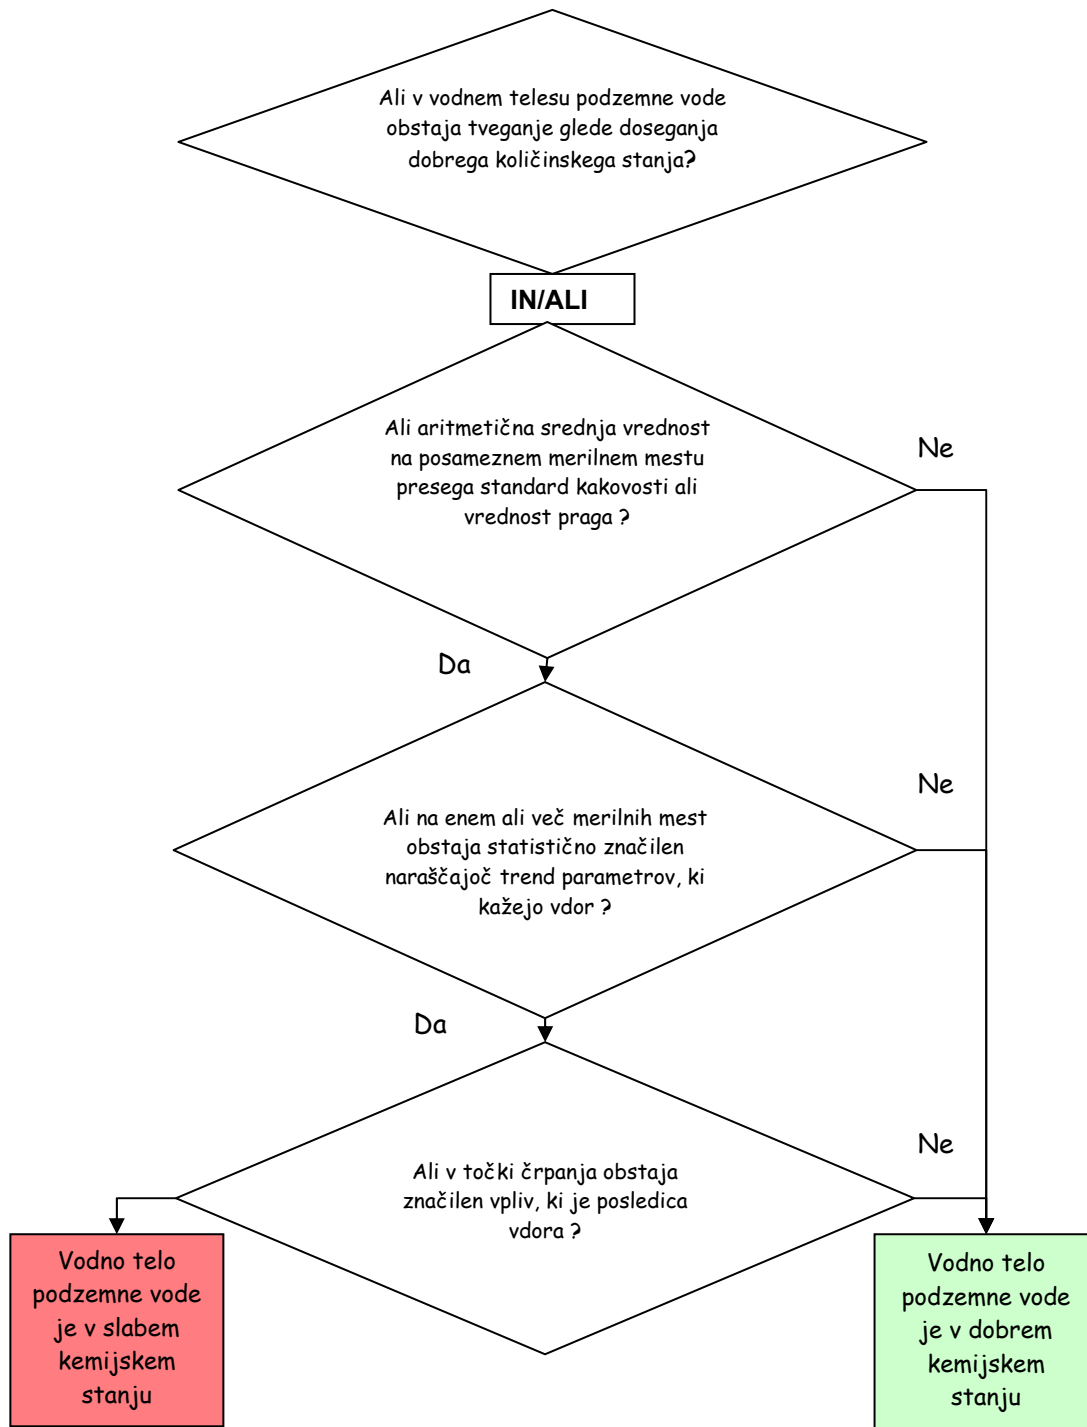 Ali v vodnem telesu podzemne vode
obstaja tveganje glede doseganja
dobrega količinskega stanja?
IN/ALI
Ali aritmetična srednja vrednost
na posameznem merilnem mestu
presega standard kakovosti ali
vrednost praga ?
Ne
Da
Ali na enem ali več merilnih mest
obstaja statistično značilen
naraščajoč trend parametrov, ki
kažejo vdor ?
Ne
Da
Ali v točki črpanja obstaja
značilen vpliv, ki je posledica
vdora ?
Ne
Vodno telo
podzemne vode
je v slabem
kemijskem
stanju
Vodno telo
podzemne vode
je v dobrem
kemijskem
stanju